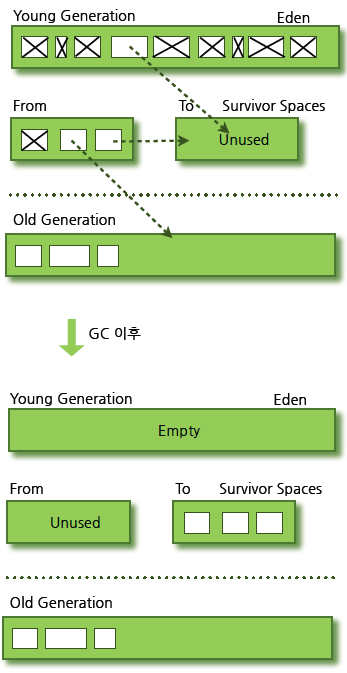 Young Generation Eden
From To Survivor Spaces
Unused
Old Generation
GC 이후
Young Generation Eden
Empty
From To Survivor Spaces
Unused
Old Generation